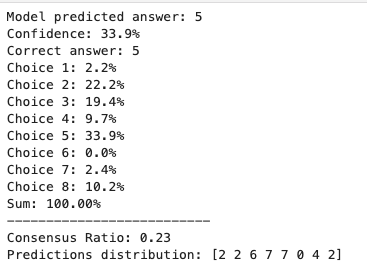 Model predicted answer: 5
Confidence: 33.9%
Correct answer: 5
Choice 1: 2.2%
Choice 2: 22.2%
Choice 3: 19.4%
Choice 4: 9.7%
Choice 5: 33.9%
Choice 6: 0.0%
Choice 7: 2.4%
Choice 8: 10.2%
Sum: 100.00%
--------------------------
Consensus Ratio: 0.23
Predictions distribution: [2 2 6 7 7 0 4 2]